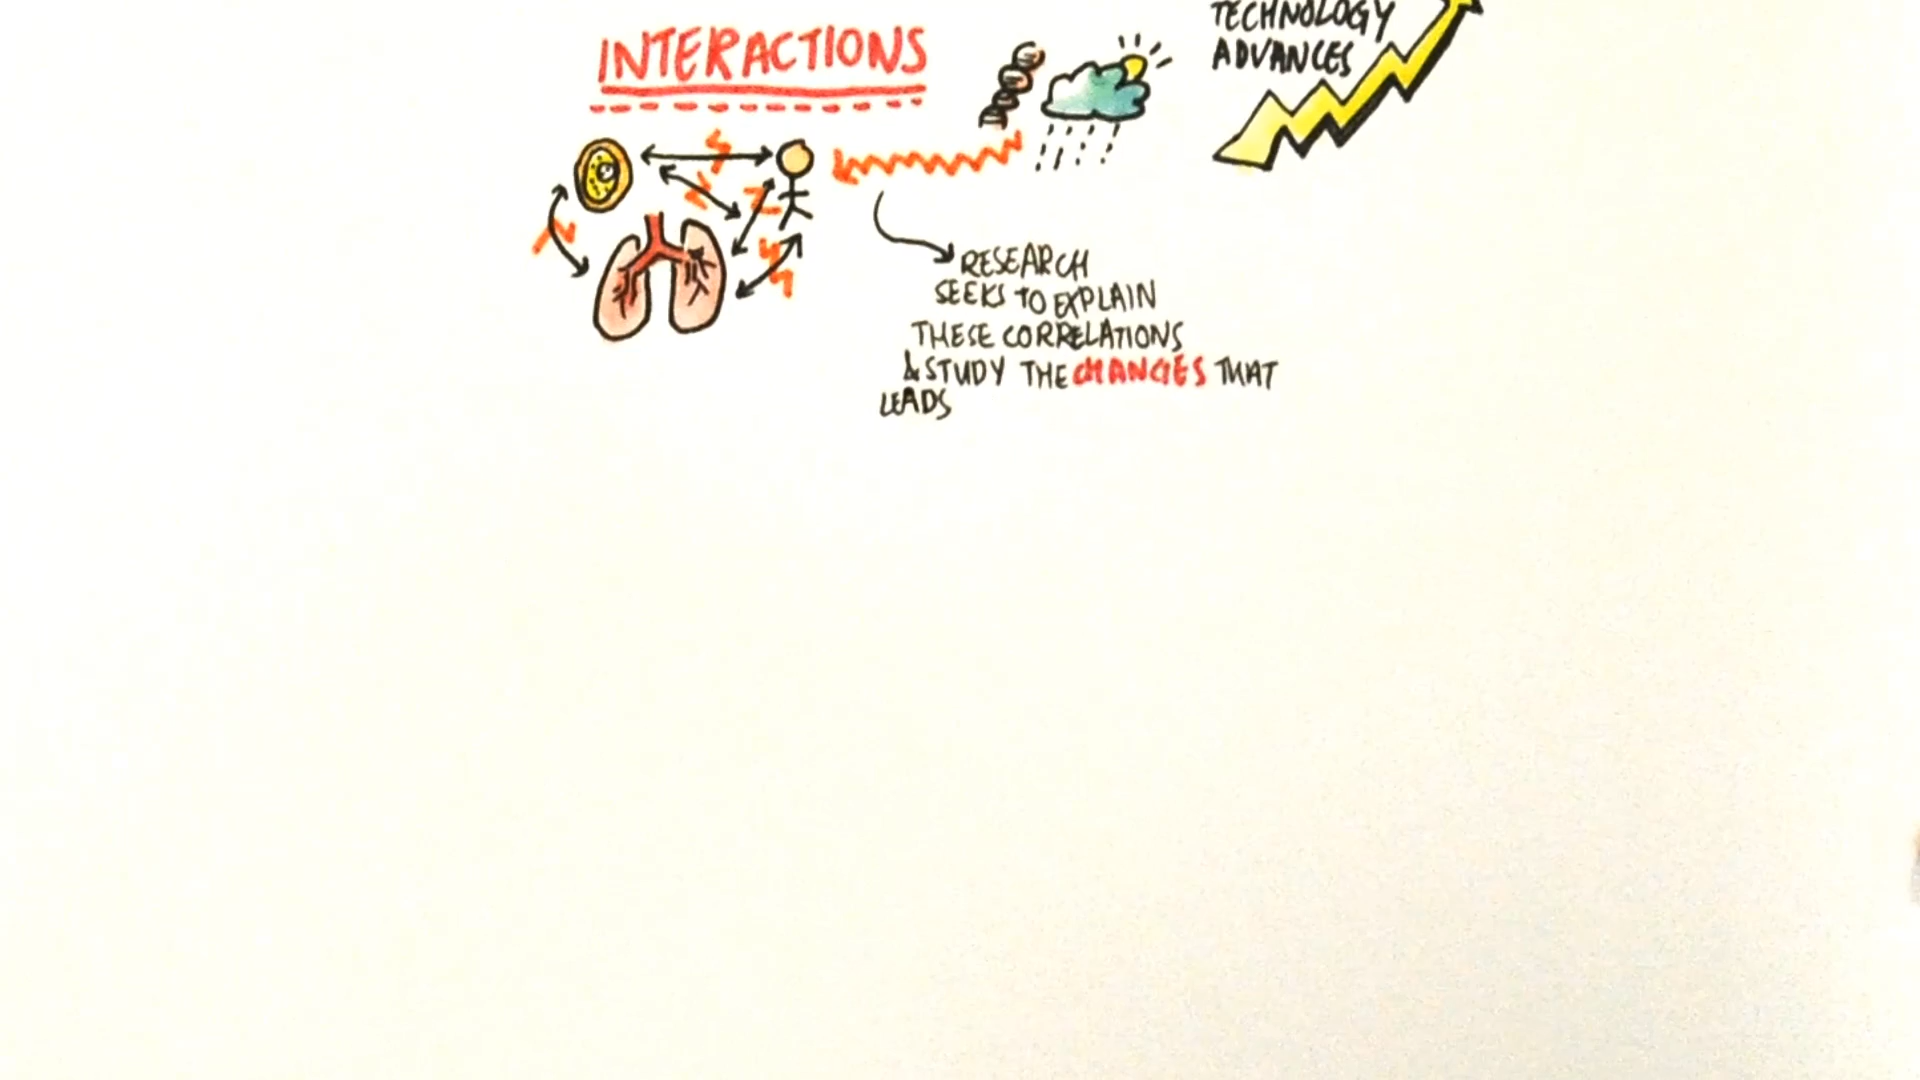 INTERACTIONS
TECHNOLOGY
ADVANCES
RESEARCH
SEEKS TO EXPLAIN
THESE CORRELATIONS
& STUDY THE CHANGES THAT
LEADS